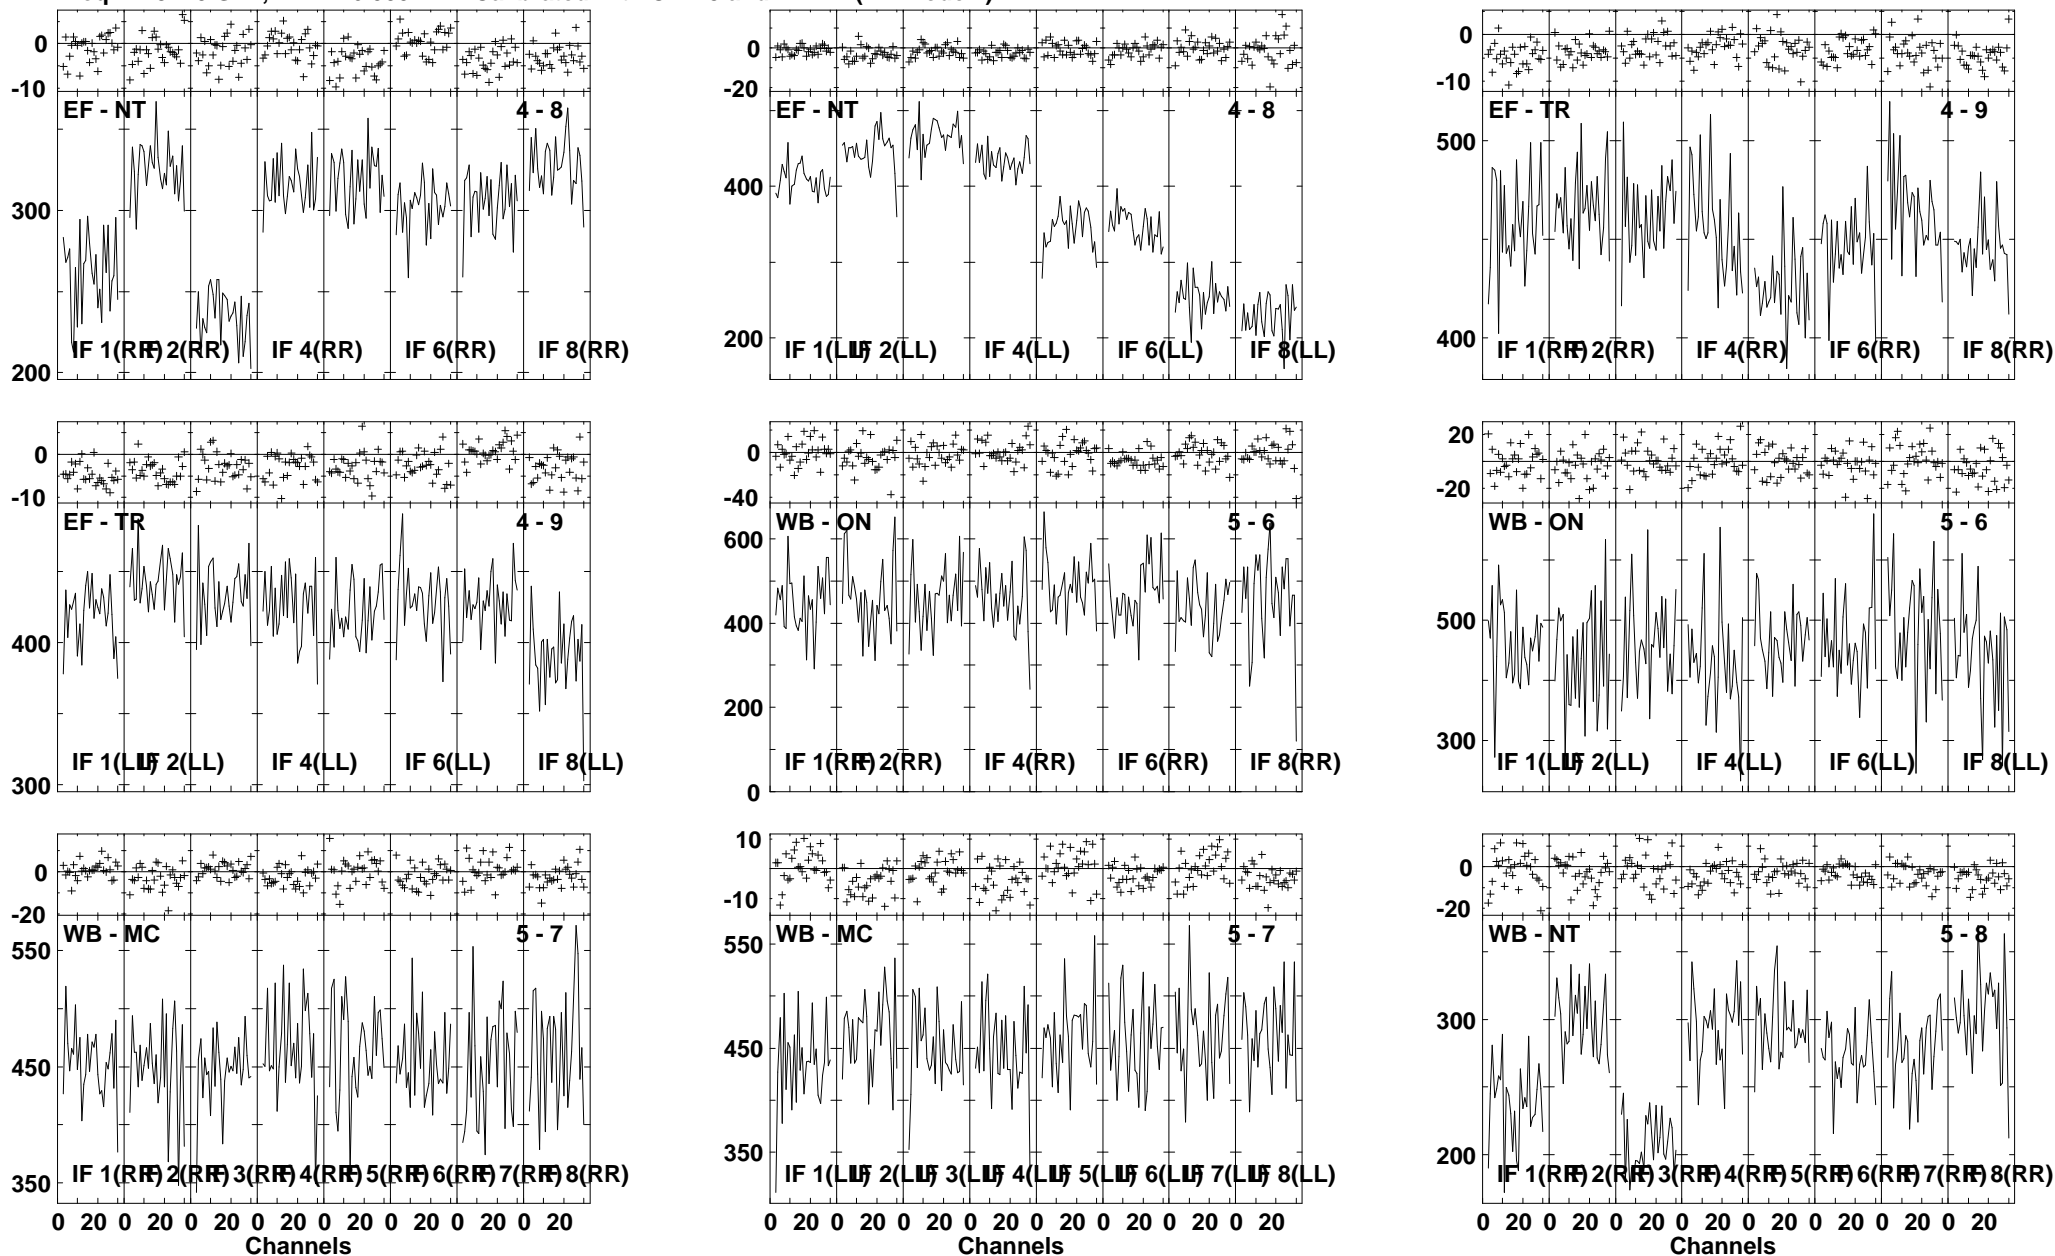 0
-10
EF - NT 4 - 8
300
200
IF 1(RR) IF 2(RR) IF 4(RR) IF 6(RR) IF 8(RR)
0
-20
EF - NT 4 - 8
400
200
IF 1(LL) IF 2(LL) IF 4(LL) IF 6(LL) IF 8(LL)
0
-10
EF - TR 4 - 9
500
400
IF 1(RR) IF 2(RR) IF 4(RR) IF 6(RR) IF 8(RR)
0
-10
EF - TR 4 - 9
400
300
IF 1(LL) IF 2(LL) IF 4(LL) IF 6(LL) IF 8(LL)
0
-40
WB - ON 5 - 6
600
400
200
0
IF 1(RR) IF 2(RR) IF 4(RR) IF 6(RR) IF 8(RR)
20
0
-20
WB - ON 5 - 6
500
300
IF 1(LL) IF 2(LL) IF 4(LL) IF 6(LL) IF 8(LL)
0
-20
WB - MC 5 - 7
550
450
350
IF 1(RR) IF 2(RR) IF 3(RR) IF 4(RR) IF 5(RR) IF 6(RR) IF 7(RR) IF 8(RR)
0 20 0 20 0 20 0 20 0 20 0 20 0 20 0 20
Channels
10
0
-10
WB - MC 5 - 7
550
450
350
IF 1(LL) IF 2(LL) IF 3(LL) IF 4(LL) IF 5(LL) IF 6(LL) IF 7(LL) IF 8(LL)
0 20 0 20 0 20 0 20 0 20 0 20 0 20 0 20
Channels
0
-20
WB - NT 5 - 8
300
200
IF 1(RR) IF 2(RR) IF 3(RR) IF 4(RR) IF 5(RR) IF 6(RR) IF 7(RR) IF 8(RR)
0 20 0 20 0 20 0 20 0 20 0 20 0 20 0 20
Channels